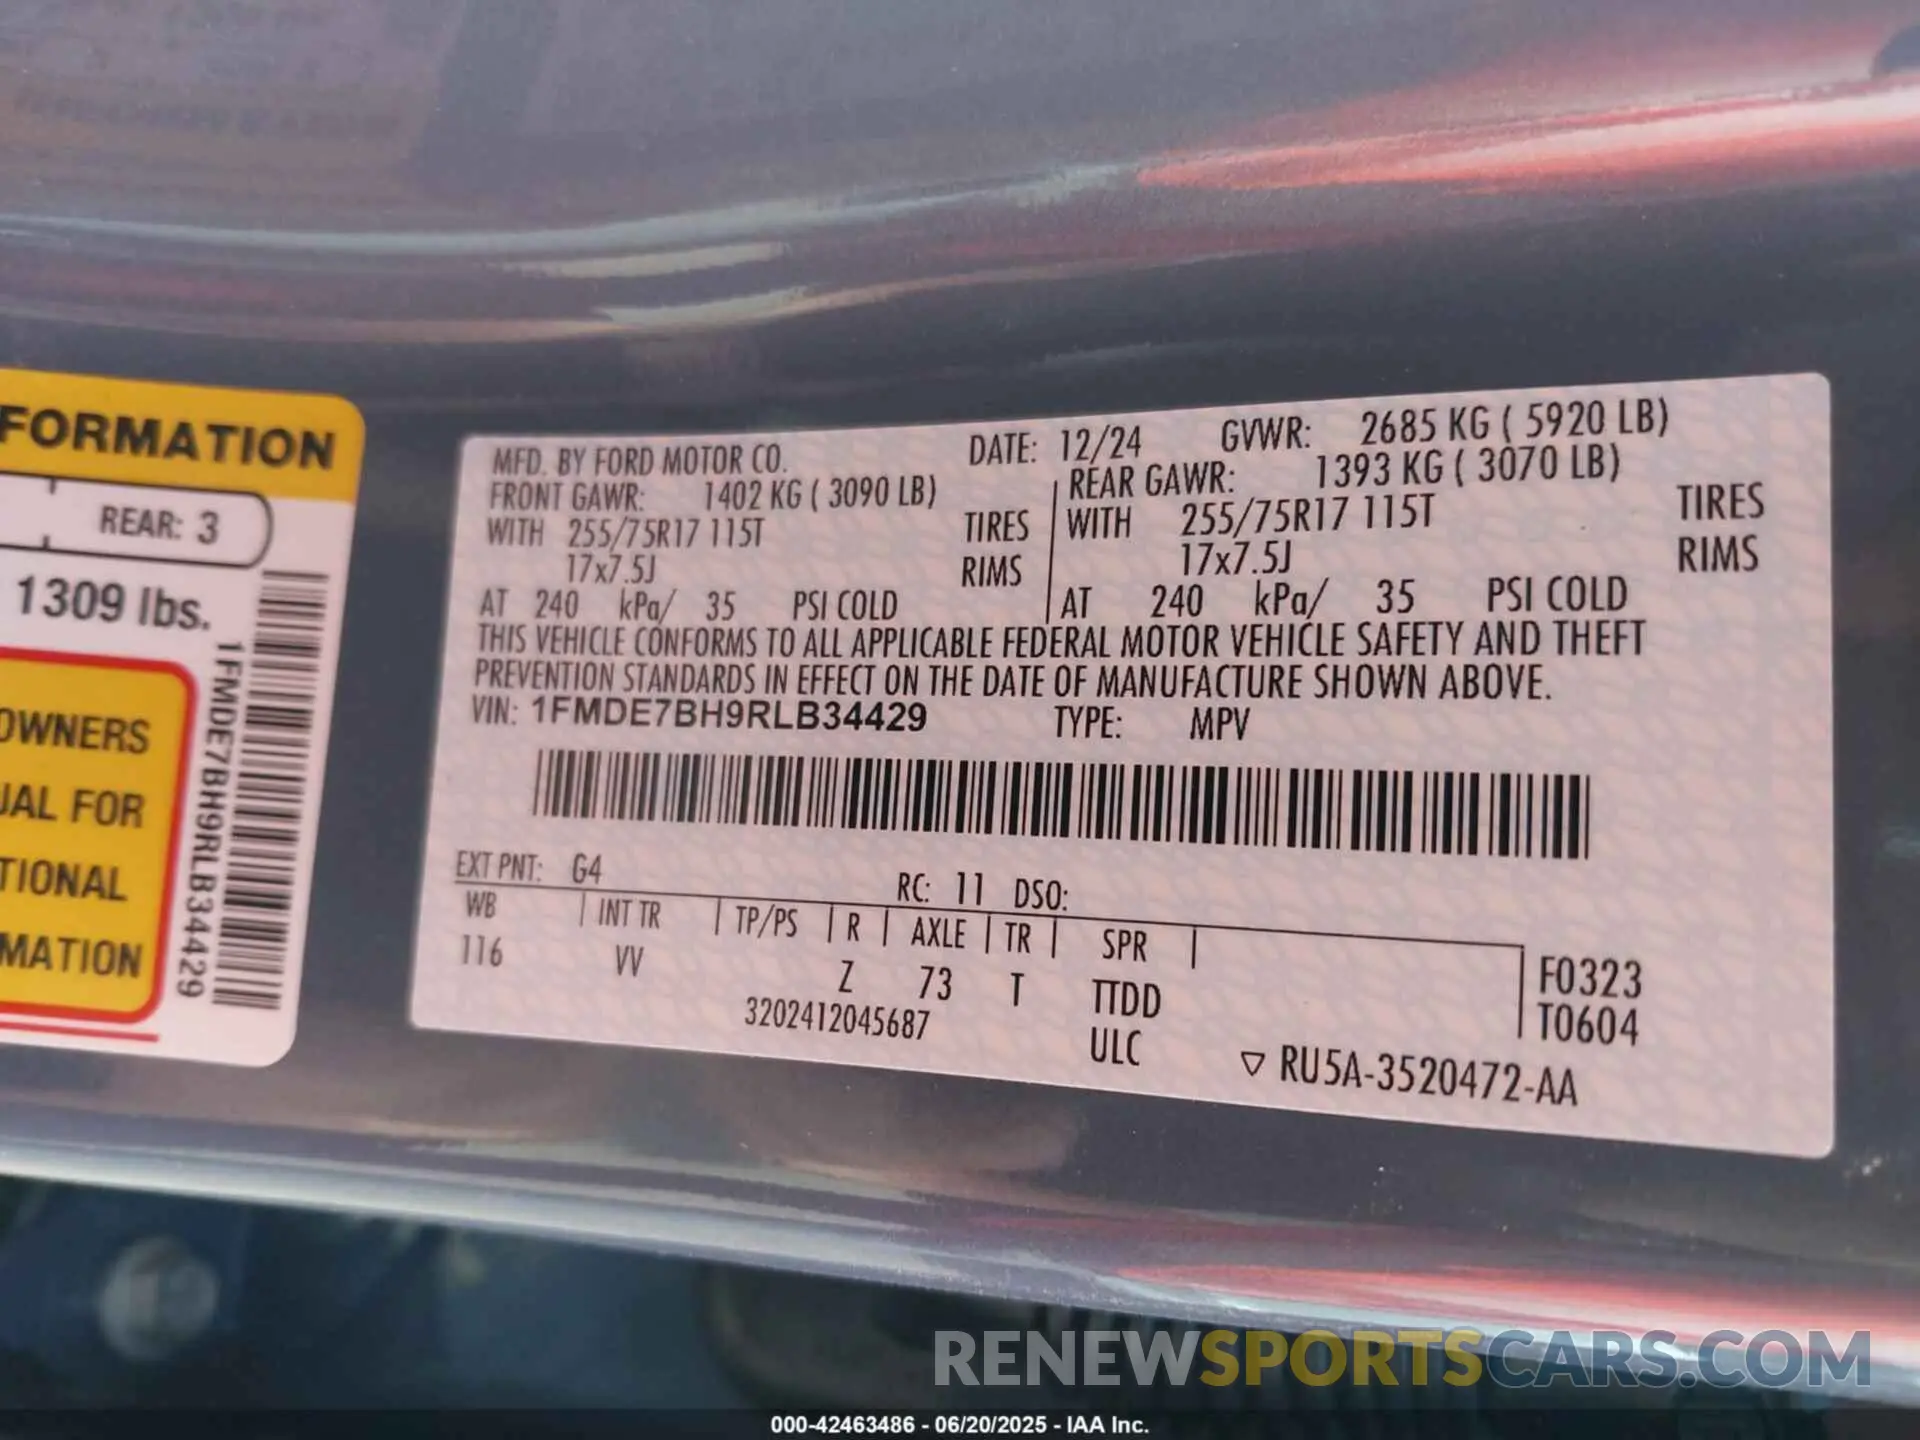 FORMATION
REAR: 3
1309 lbs.
OWNERS
UAL FOR
TIONAL
MATION
1FMDE7BH9RLB34429
MFD. BY FORD MOTOR CO. DATE: 12/24 GVWR: 2685 KG ( 5920 LB)
FRONT GAWR: 1402 KG ( 3090 LB) REAR GAWR: 1393 KG ( 3070 LB)
WITH 255/75R17 115T TIRES WITH 255/75R17 115T TIRES
17x7.5J RIMS 17x7.5J RIMS
AT 240 kPa/ 35 PSI COLD AT 240 kPa/ 35 PSI COLD
THIS VEHICLE CONFORMS TO ALL APPLICABLE FEDERAL MOTOR VEHICLE SAFETY AND THEFT
PREVENTION STANDARDS IN EFFECT ON THE DATE OF MANUFACTURE SHOWN ABOVE.
VIN: 1FMDE7BH9RLB34429 TYPE: MPV
EXT PNT: G4 RC: 11 DSO:
WB | INT TR | TP/PS | R | AXLE | TR | SPR |
116 VV Z 73 T TTDD F0323
3202412045687 ULC T0604
▽ RU5A-3520472-AA
RENEWSPORTSCARS.COM
000-42463486 - 06/20/2025 - IAA Inc.